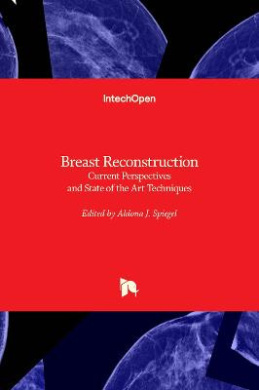 IntechOpen
Breast Reconstruction
Current Perspectives
and State of the Art Techniques
Edited by Aldona J. Spiegel